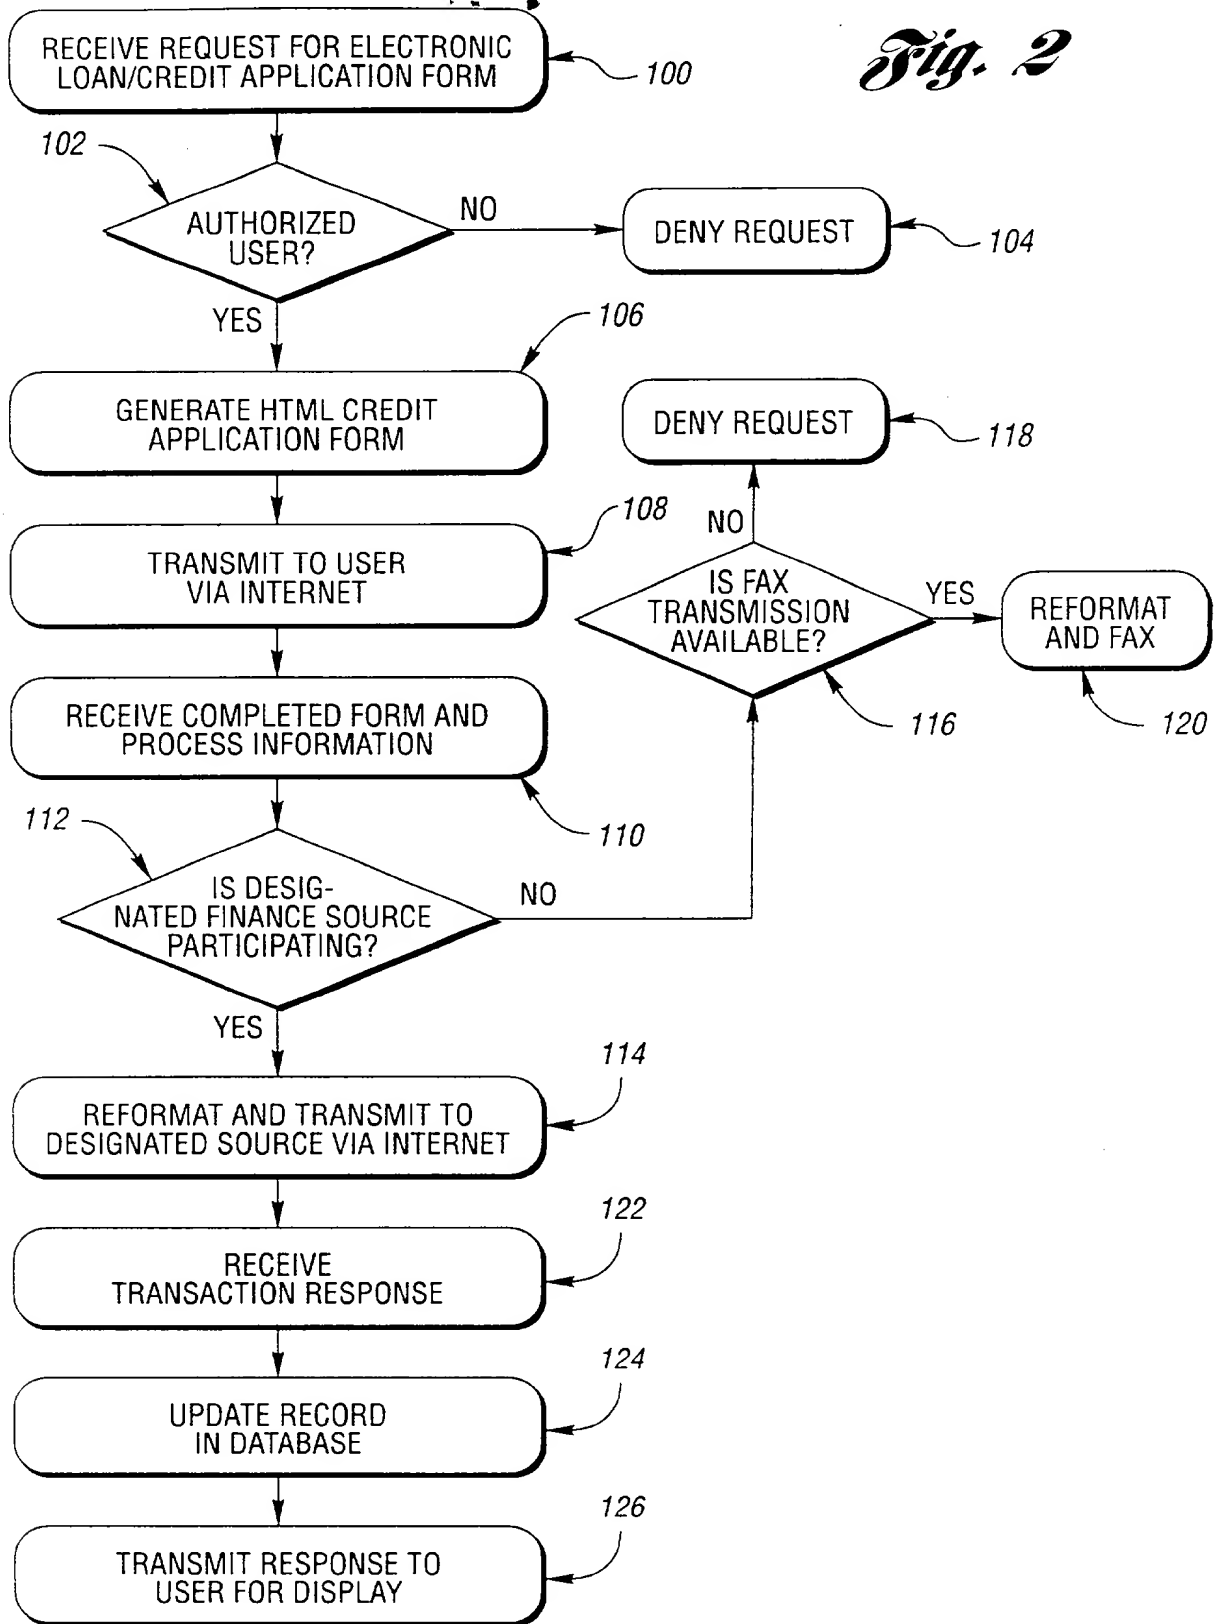 Fig. 2
RECEIVE REQUEST FOR ELECTRONIC
LOAN/CREDIT APPLICATION FORM
100
102
AUTHORIZED
USER?
NO
DENY REQUEST
104
YES
106
GENERATE HTML CREDIT
APPLICATION FORM
DENY REQUEST
118
108
TRANSMIT TO USER
VIA INTERNET
NO
IS FAX
TRANSMISSION
AVAILABLE?
YES
REFORMAT
AND FAX
116
120
RECEIVE COMPLETED FORM AND
PROCESS INFORMATION
110
112
IS DESIG-
NATED FINANCE SOURCE
PARTICIPATING?
NO
YES
114
REFORMAT AND TRANSMIT TO
DESIGNATED SOURCE VIA INTERNET
122
RECEIVE
TRANSACTION RESPONSE
124
UPDATE RECORD
IN DATABASE
126
TRANSMIT RESPONSE TO
USER FOR DISPLAY